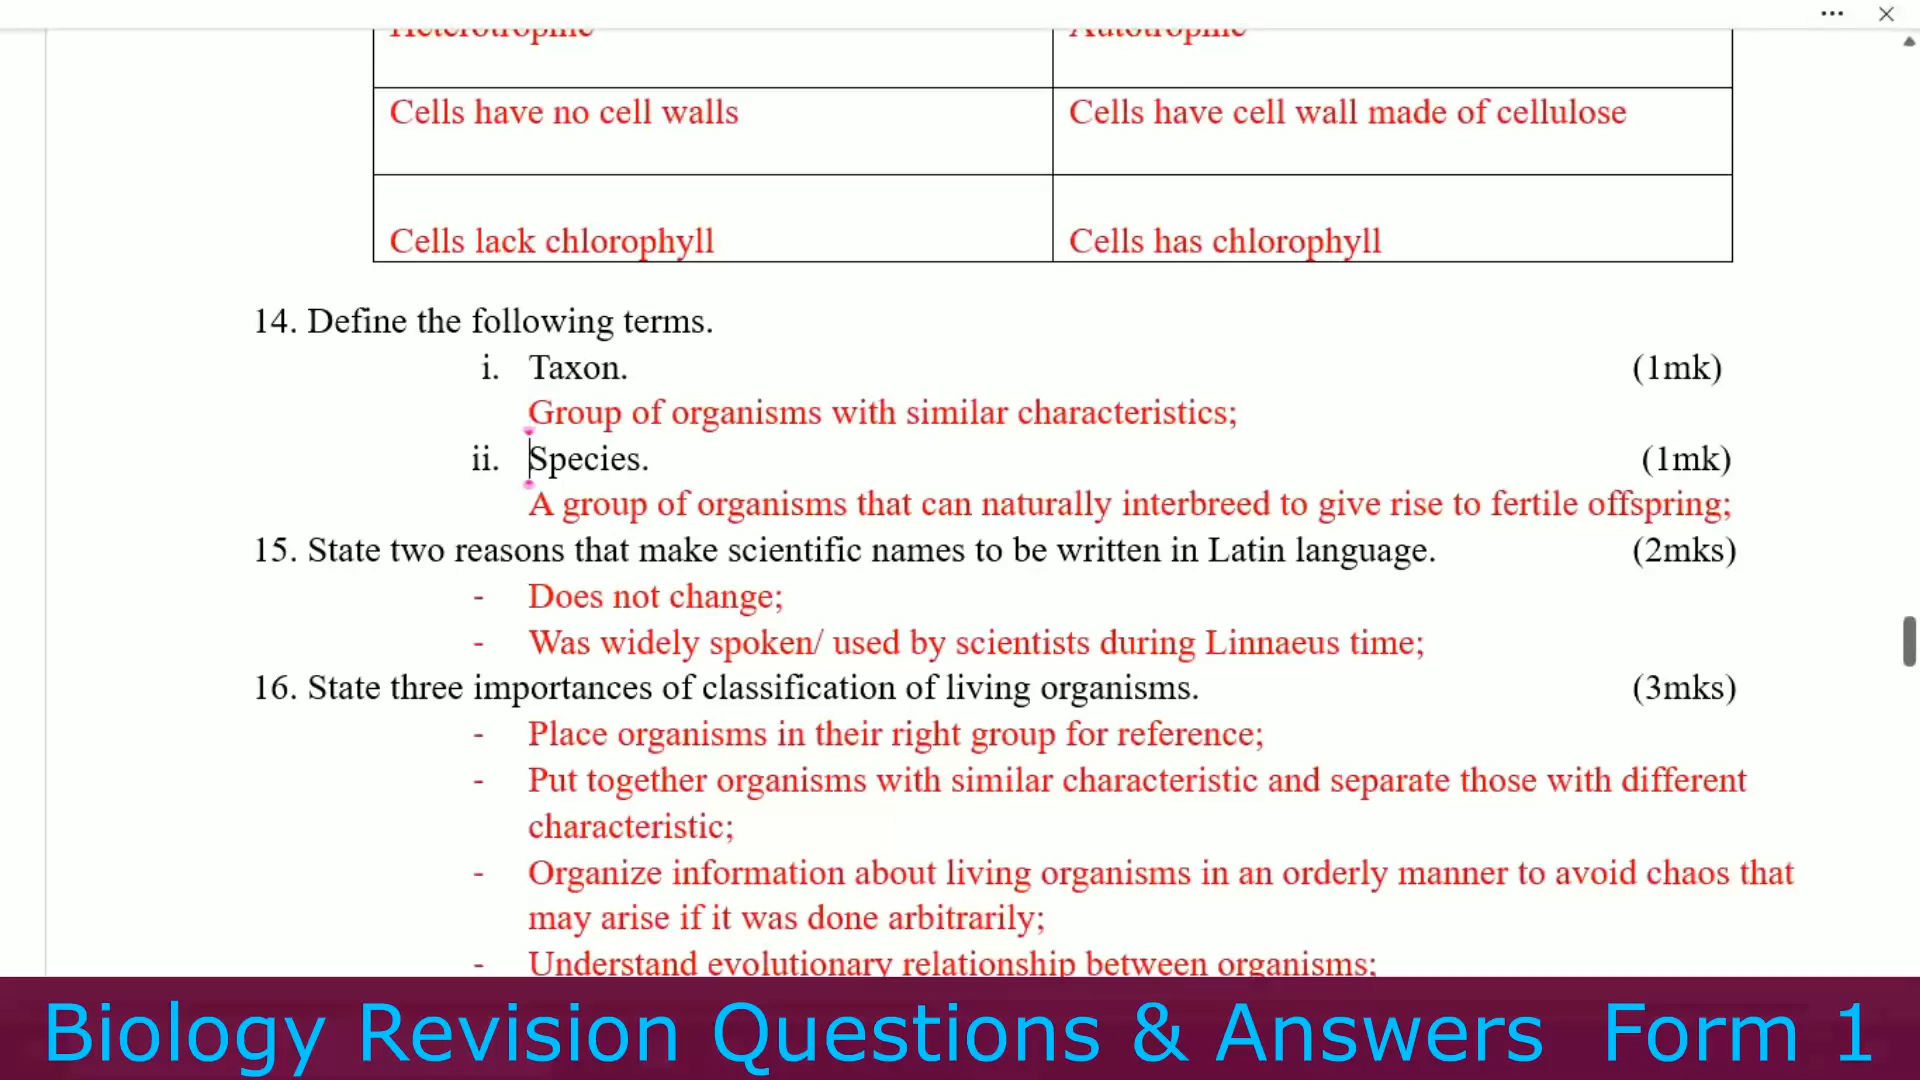 Heterotrophic Autotrophic
Cells have no cell walls Cells have cell wall made of cellulose
Cells lack chlorophyll Cells has chlorophyll
14. Define the following terms.
i. Taxon. (1mk)
Group of organisms with similar characteristics;
ii. Species. (1mk)
A group of organisms that can naturally interbreed to give rise to fertile offspring;
15. State two reasons that make scientific names to be written in Latin language. (2mks)
- Does not change;
- Was widely spoken/ used by scientists during Linnaeus time;
16. State three importances of classification of living organisms. (3mks)
- Place organisms in their right group for reference;
- Put together organisms with similar characteristic and separate those with different
characteristic;
- Organize information about living organisms in an orderly manner to avoid chaos that
may arise if it was done arbitrarily;
- Understand evolutionary relationship between organisms;
Biology Revision Questions & Answers Form 1